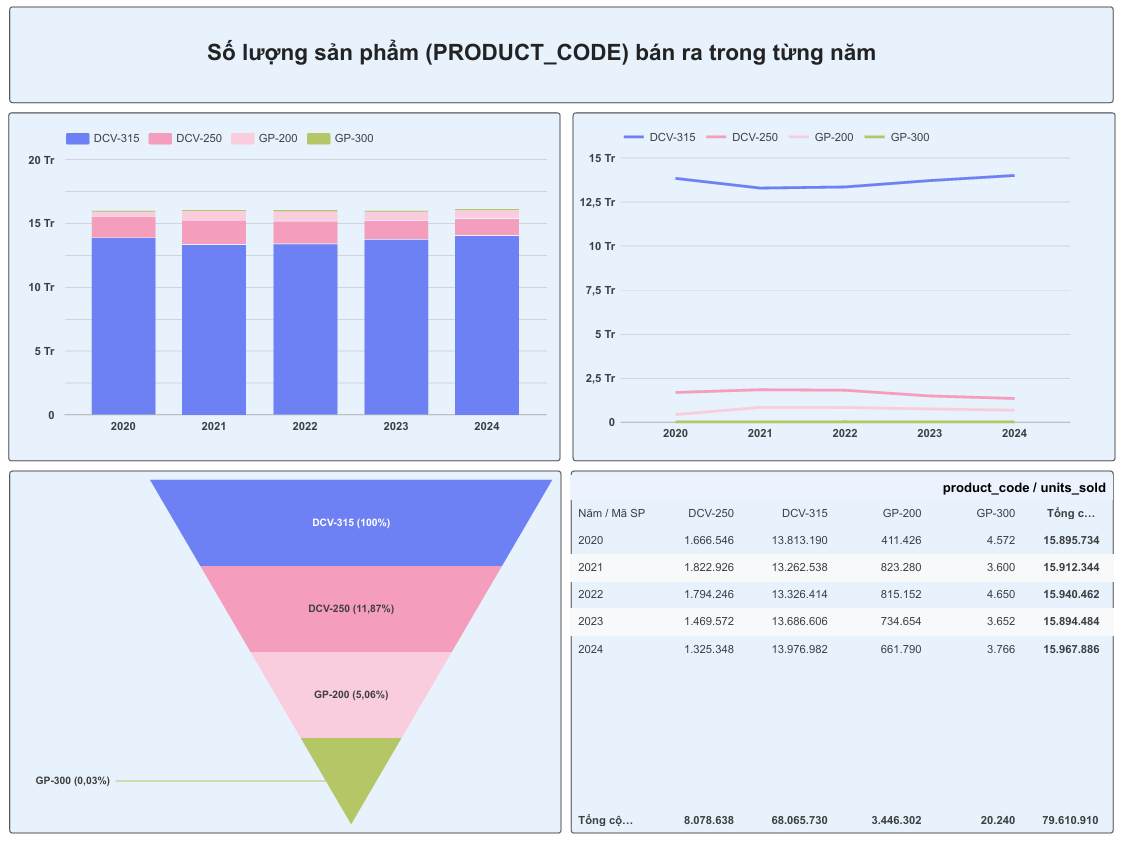 Số lượng sản phẩm (PRODUCT_CODE) bán ra trong từng năm
DCV-315 DCV-250 GP-200 GP-300
20 Tr
15 Tr
10 Tr
5 Tr
0
2020 2021 2022 2023 2024
DCV-315 DCV-250 GP-200 GP-300
15 Tr
12,5 Tr
10 Tr
7,5 Tr
5 Tr
2,5 Tr
0
2020 2021 2022 2023 2024
DCV-315 (100%)
DCV-250 (11,87%)
GP-200 (5,06%)
GP-300 (0,03%)
product_code / units_sold
Năm / Mã SP DCV-250 DCV-315 GP-200 GP-300 Tổng c...
2020 1.666.546 13.813.190 411.426 4.572 15.895.734
2021 1.822.926 13.262.538 823.280 3.600 15.912.344
2022 1.794.246 13.326.414 815.152 4.650 15.940.462
2023 1.469.572 13.686.606 734.654 3.652 15.894.484
2024 1.325.348 13.976.982 661.790 3.766 15.967.886
Tổng cộ... 8.078.638 68.065.730 3.446.302 20.240 79.610.910